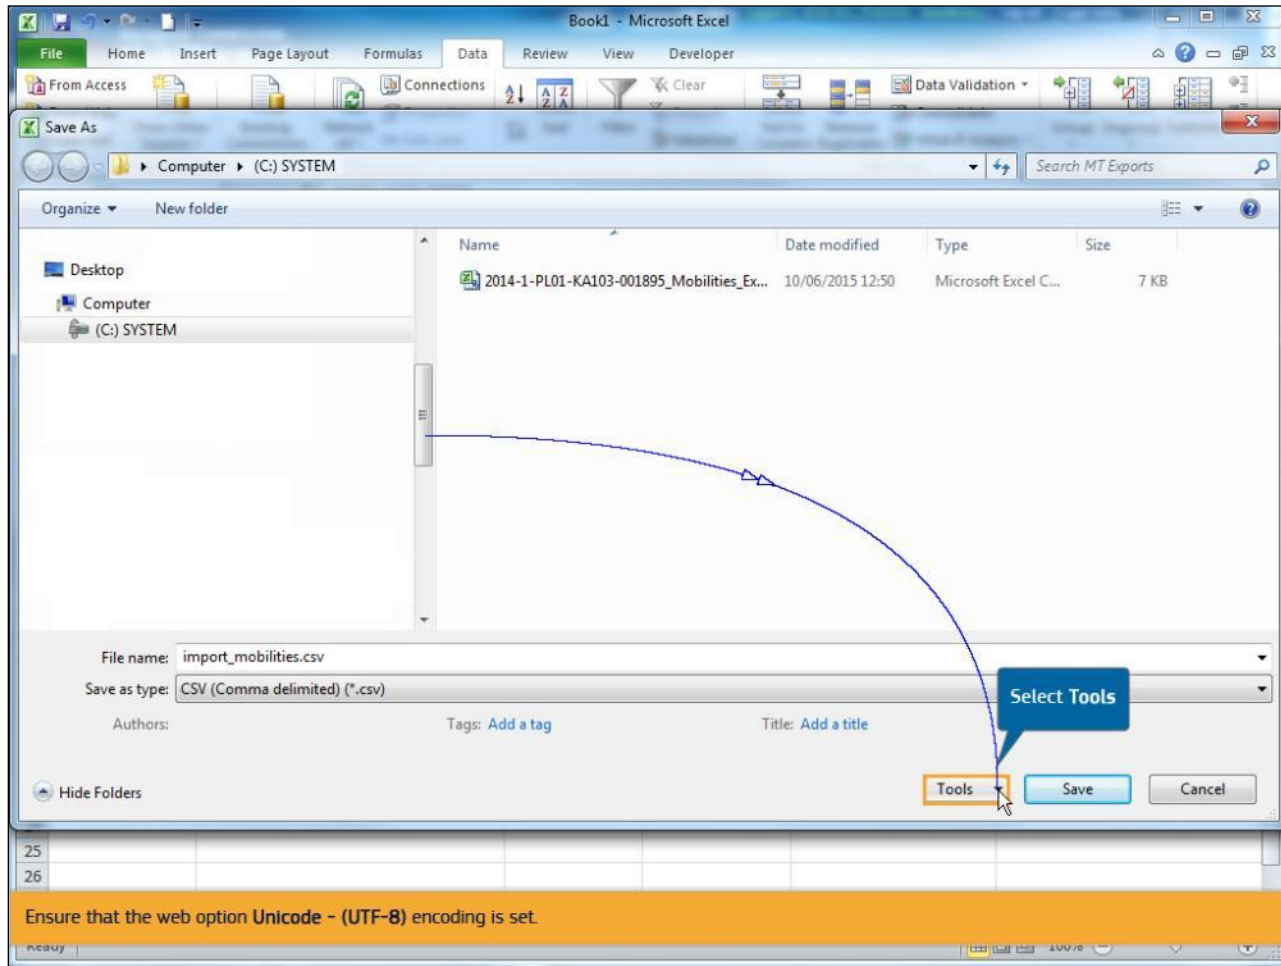 Book1 - Microsoft Excel
File Home Insert Page Layout Formulas Data Review View Developer
From Access Connections Clear Data Validation
Save As
Computer (C:) SYSTEM Search MT Exports
Organize New folder
Name Date modified Type Size
Desktop
2014-1-PL01-KA103-001895_Mobilities_Ex... 10/06/2015 12:50 Microsoft Excel C... 7 KB
Computer
(C:) SYSTEM
File name: import_mobilities.csv
Save as type: CSV (Comma delimited) (*.csv)
Select Tools
Authors: Tags: Add a tag Title: Add a title
Hide Folders Tools Save Cancel
25
26
Ensure that the web option Unicode - (UTF-8) encoding is set.
Ready 100%